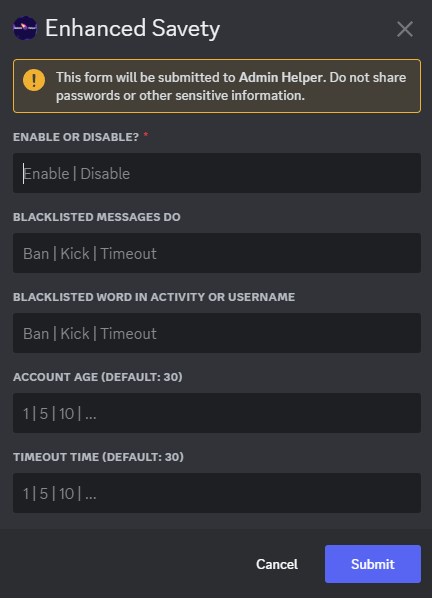 Enhanced Savety
This form will be submitted to Admin Helper. Do not share
passwords or other sensitive information.
ENABLE OR DISABLE? *
Enable | Disable
BLACKLISTED MESSAGES DO
Ban | Kick | Timeout
BLACKLISTED WORD IN ACTIVITY OR USERNAME
Ban | Kick | Timeout
ACCOUNT AGE (DEFAULT: 30)
1 | 5 | 10 | ...
TIMEOUT TIME (DEFAULT: 30)
1 | 5 | 10 | ...
Cancel Submit